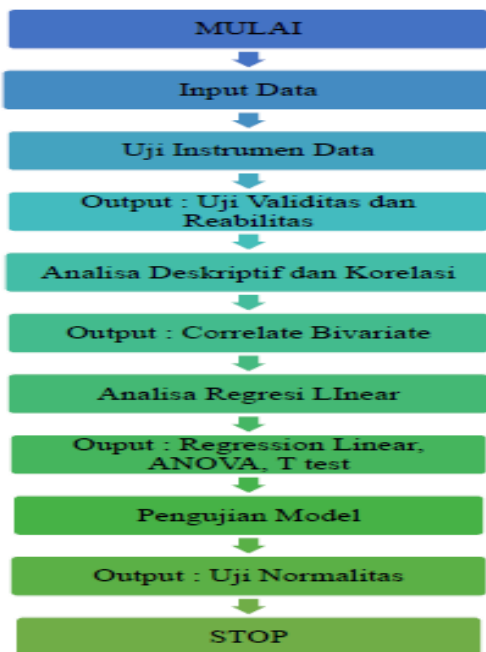 MULAI
Input Data
Uji Instrumen Data
Output : Uji Validitas dan
Reabilitas
Analisa Deskriptif dan Korelasi
Output : Correlate Bivariate
Analisa Regresi LInear
Ouput : Regression Linear,
ANOVA, T test
Pengujian Model
Output : Uji Normalitas
STOP